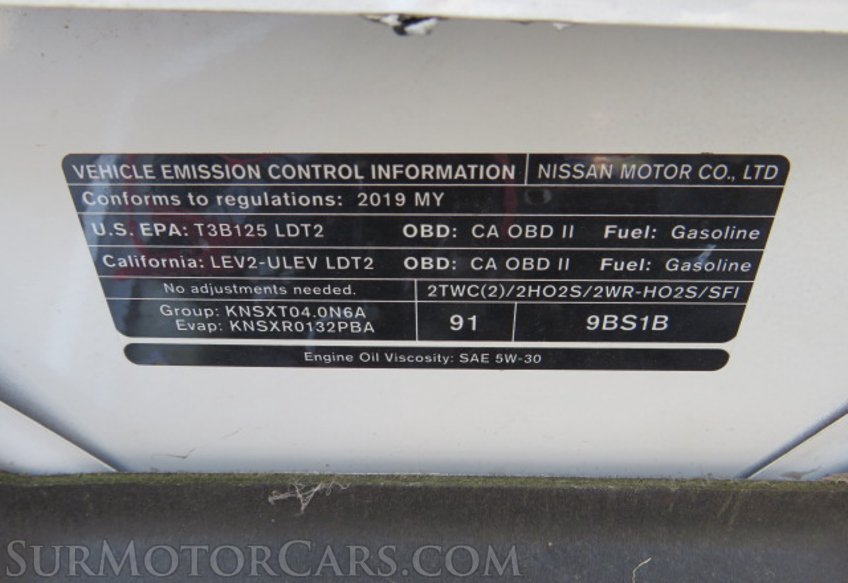 VEHICLE EMISSION CONTROL INFORMATION NISSAN MOTOR CO., LTD
Conforms to regulations: 2019 MY
U.S. EPA: T3B125 LDT2 OBD: CA OBD II Fuel: Gasoline
California: LEV2-ULEV LDT2 OBD: CA OBD II Fuel: Gasoline
No adjustments needed. 2TWC(2)/2HO2S/2WR-HO2S/SFI
Group: KNSXT04.0N6A
Evap: KNSXR0132PBA
91 9BS1B
Engine Oil Viscosity: SAE 5W-30
SURMOTORCARS.COM